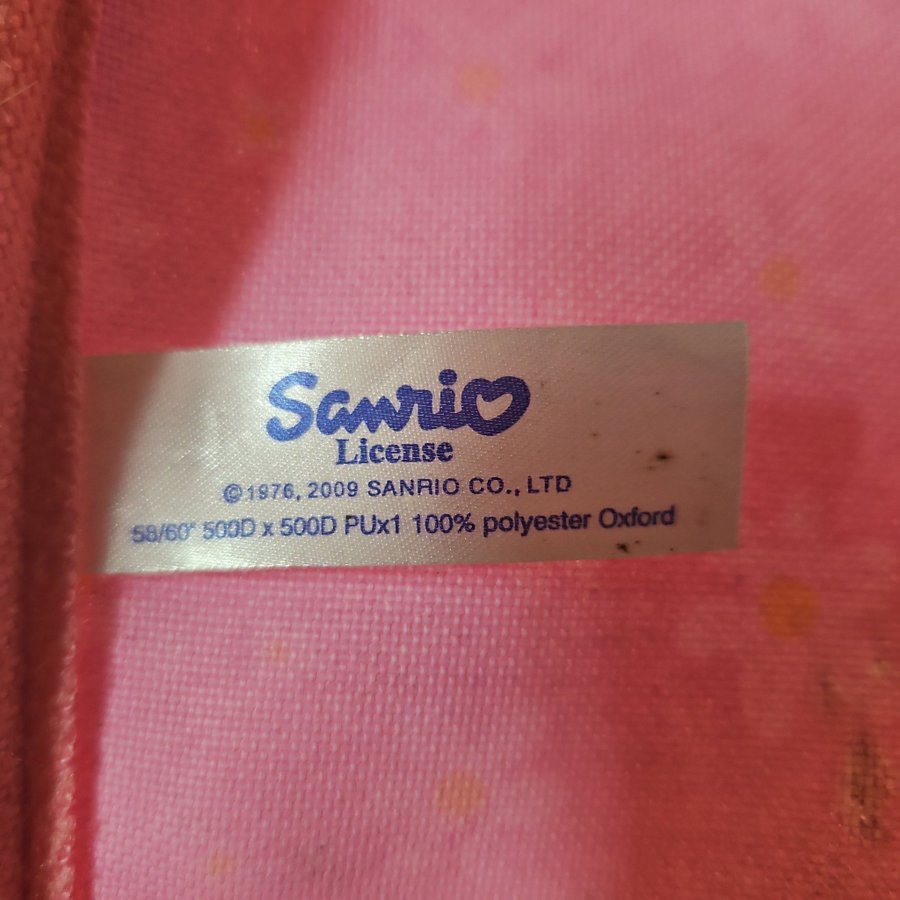 Sanrio
License
©1976, 2009 SANRIO CO., LTD
58/60" 500D x 500D PUx1 100% polyester Oxford